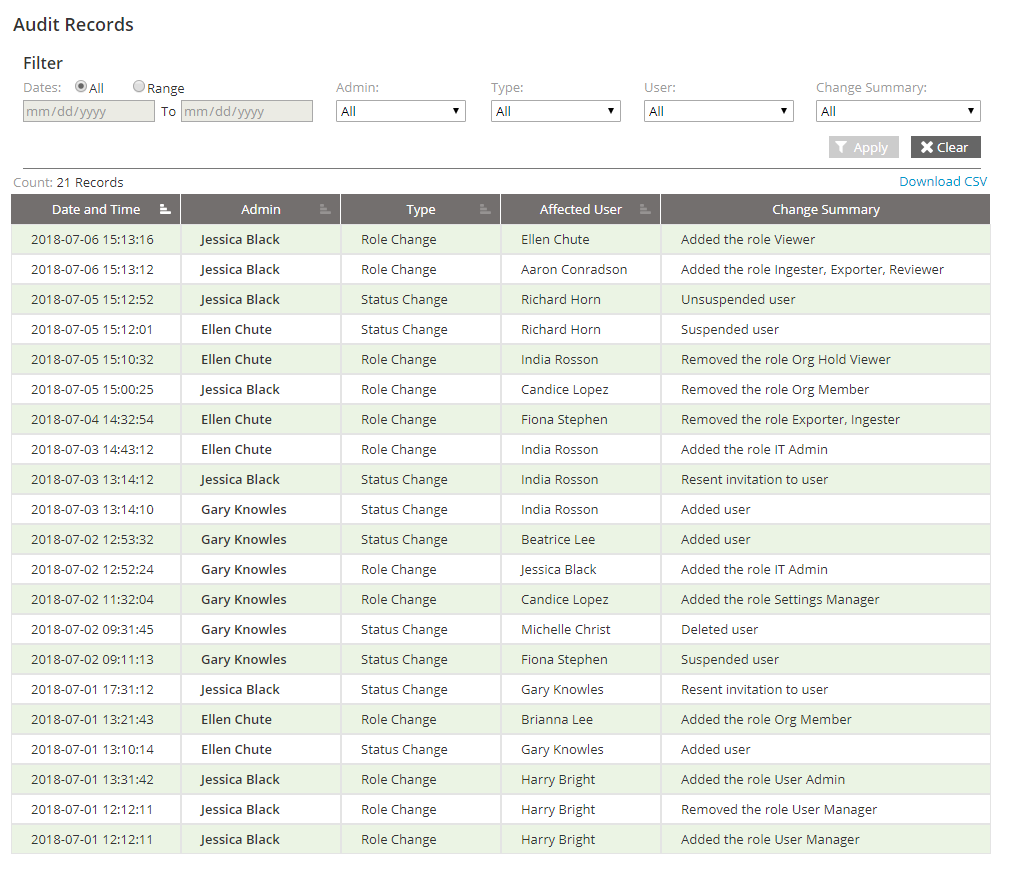 Audit Records
Filter
Dates: All Range Admin: Type: User: Change Summary:
mm/dd/yyyy To mm/dd/yyyy All All All All
Apply Clear
Count: 21 Records Download CSV
Date and Time Admin Type Affected User Change Summary
2018-07-06 15:13:16 Jessica Black Role Change Ellen Chute Added the role Viewer
2018-07-06 15:13:12 Jessica Black Role Change Aaron Conradson Added the role Ingester, Exporter, Reviewer
2018-07-05 15:12:52 Jessica Black Status Change Richard Horn Unsuspended user
2018-07-05 15:12:01 Ellen Chute Status Change Richard Horn Suspended user
2018-07-05 15:10:32 Ellen Chute Role Change India Rosson Removed the role Org Hold Viewer
2018-07-05 15:00:25 Jessica Black Role Change Candice Lopez Removed the role Org Member
2018-07-04 14:32:54 Ellen Chute Role Change Fiona Stephen Removed the role Exporter, Ingester
2018-07-03 14:43:12 Ellen Chute Role Change India Rosson Added the role IT Admin
2018-07-03 13:14:12 Jessica Black Status Change India Rosson Resent invitation to user
2018-07-03 13:14:10 Gary Knowles Status Change India Rosson Added user
2018-07-02 12:53:32 Gary Knowles Status Change Beatrice Lee Added user
2018-07-02 12:52:24 Gary Knowles Role Change Jessica Black Added the role IT Admin
2018-07-02 11:32:04 Gary Knowles Role Change Candice Lopez Added the role Settings Manager
2018-07-02 09:31:45 Gary Knowles Status Change Michelle Christ Deleted user
2018-07-02 09:11:13 Gary Knowles Status Change Fiona Stephen Suspended user
2018-07-01 17:31:12 Jessica Black Status Change Gary Knowles Resent invitation to user
2018-07-01 13:21:43 Ellen Chute Role Change Brianna Lee Added the role Org Member
2018-07-01 13:10:14 Ellen Chute Status Change Gary Knowles Added user
2018-07-01 13:31:42 Jessica Black Role Change Harry Bright Added the role User Admin
2018-07-01 12:12:11 Jessica Black Role Change Harry Bright Removed the role User Manager
2018-07-01 12:12:11 Jessica Black Role Change Harry Bright Added the role User Manager